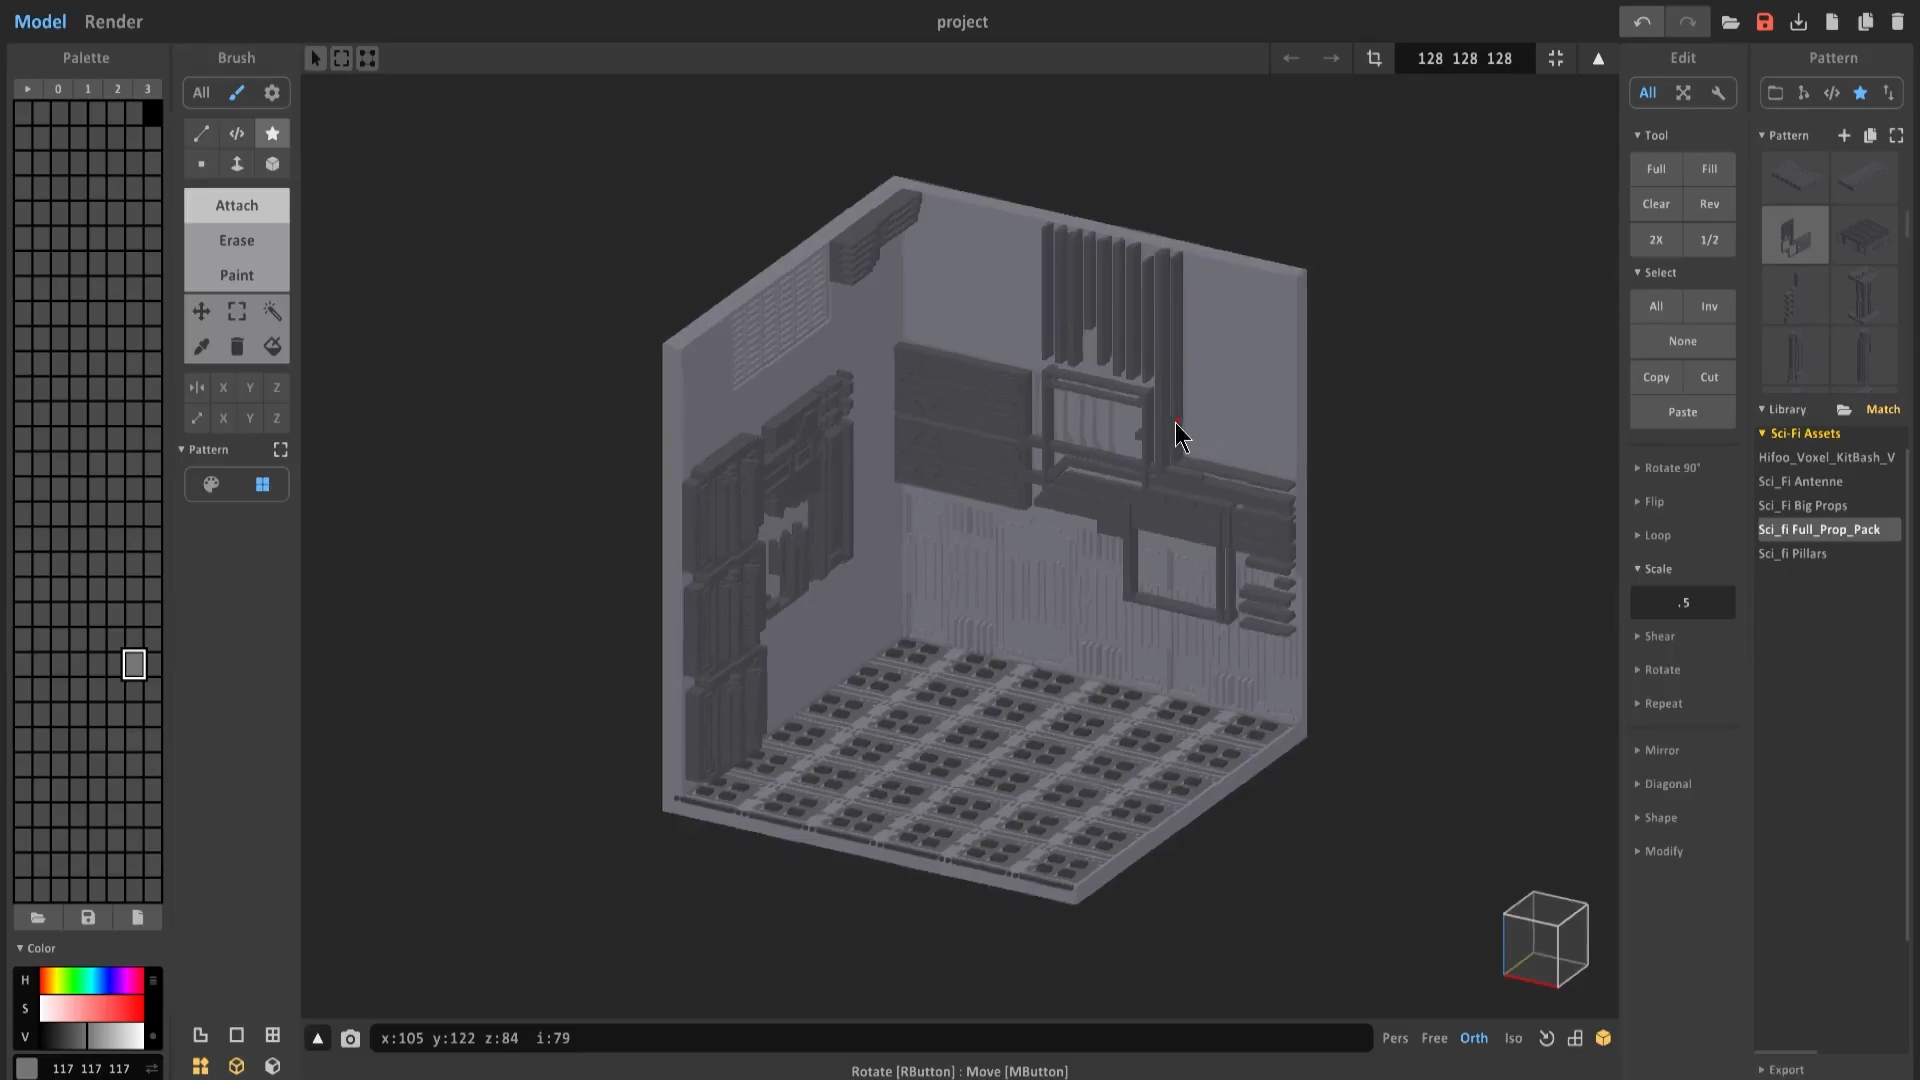 Model Render
project
Palette
Brush
Edit
Pattern
128 128 128
0 1 2 3
All
All
Tool
Pattern
Full Fill
Clear Rev
2X 1/2
Select
All Inv
None
Copy Cut
Paste
Attach
Erase
Paint
X Y Z
X Y Z
Pattern
Library
Match
Sci-Fi Assets
Hifoo_Voxel_KitBash_V
Sci_Fi Antenne
Sci_Fi Big Props
Sci_fi Full_Prop_Pack
Sci_fi Pillars
Rotate 90°
Flip
Loop
Scale
.5
Shear
Rotate
Repeat
Mirror
Diagonal
Shape
Modify
Color
H
S
V
117 117 117
x:105 y:122 z:84 i:79
Pers Free Orth Iso
Rotate [RButton] : Move [MButton]
Export